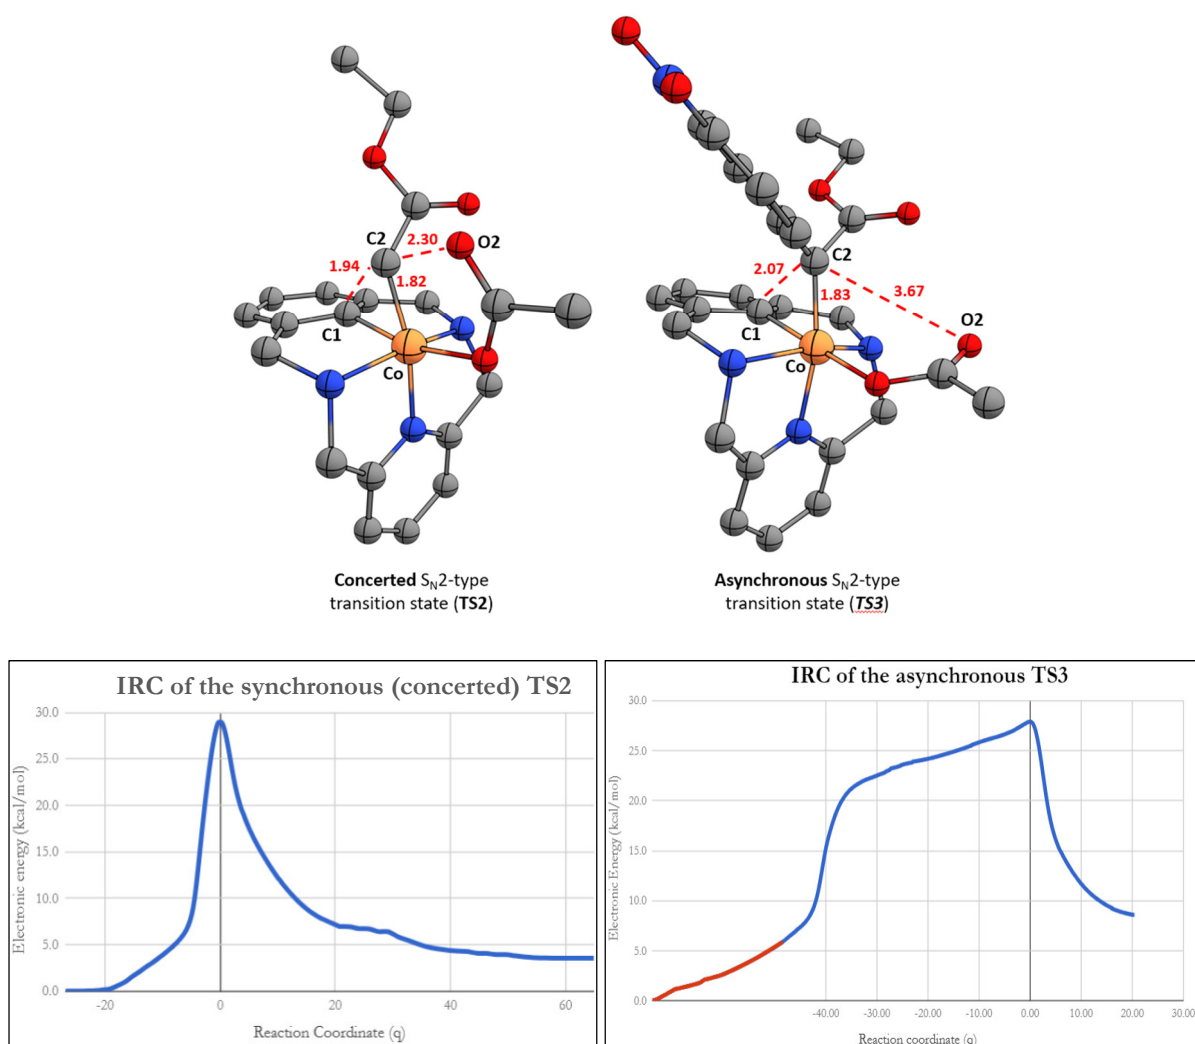 C2
2.30
O2
1.94
1.82
C1
Co
Concerted SN2-type
transition state (TS2)
C2
2.07
1.83
3.67
O2
C1
Co
Asynchronous SN2-type
transition state (TS3)
IRC of the synchronous (concerted) TS2
30.0
25.0
20.0
15.0
10.0
5.0
0.0
Electronic energy (kcal/mol)
-20
0
20
40
60
Reaction Coordinate (q)
IRC of the asynchronous TS3
30.0
25.0
20.0
15.0
10.0
5.0
0.0
Electronic Energy (kcal/mol)
-40.00
-30.00
-20.00
-10.00
0.00
10.00
20.00
30.00
Reaction coordinate (q)